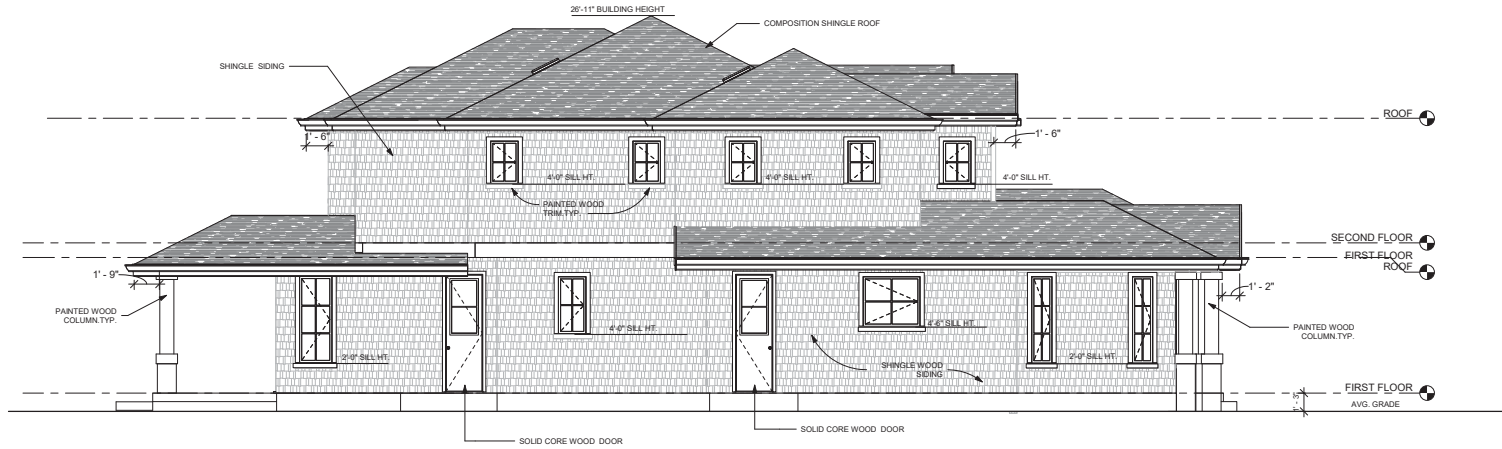 26'-11" BUILDING HEIGHT
COMPOSITION SHINGLE ROOF
SHINGLE SIDING
ROOF
1' - 6"
1' - 6"
4'-0" SILL HT.
4'-0" SILL HT.
4'-0" SILL HT.
PAINTED WOOD
TRIM.TYP.
SECOND FLOOR
FIRST FLOOR
ROOF
1' - 9"
1' - 2"
PAINTED WOOD
COLUMN.TYP.
4'-0" SILL HT.
4'-6" SILL HT.
PAINTED WOOD
COLUMN.TYP.
2'-0" SILL HT.
2'-0" SILL HT.
SHINGLE WOOD
SIDING
FIRST FLOOR
1' - 3"
AVG. GRADE
SOLID CORE WOOD DOOR
SOLID CORE WOOD DOOR